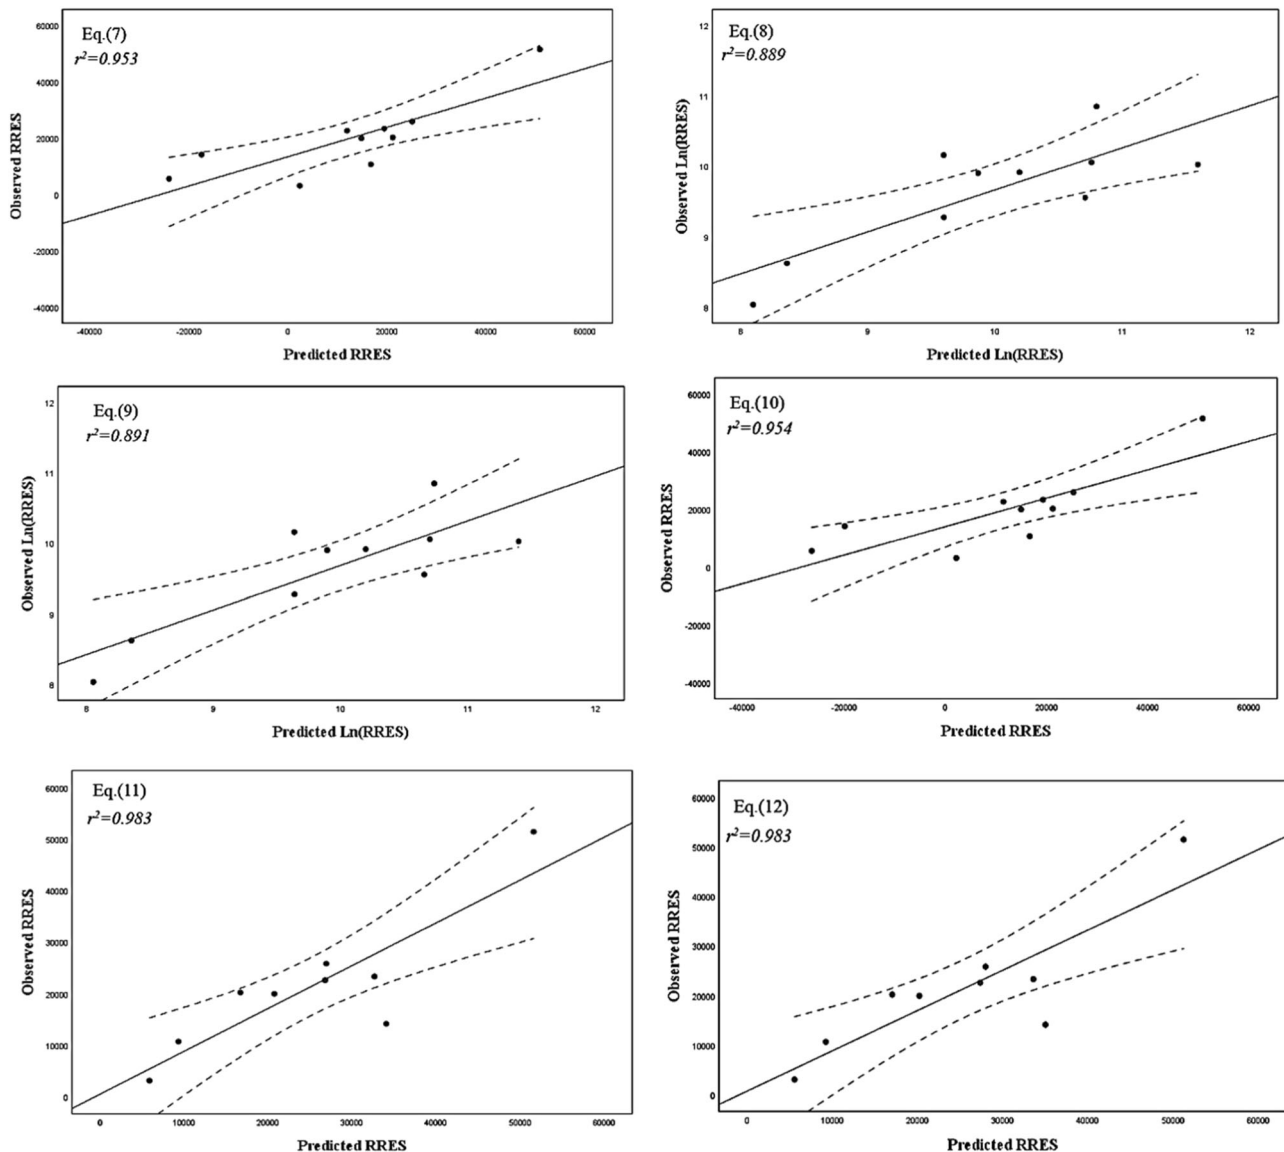 Eq.(7)
r²=0.953
Observed RRES
60000
40000
20000
0
-20000
-40000
-40000 -20000 0 20000 40000 60000
Predicted RRES
Eq.(8)
r²=0.889
Observed Ln(RRES)
12
11
10
9
8
8 9 10 11 12
Predicted Ln(RRES)
Eq.(9)
r²=0.891
Observed Ln(RRES)
12
11
10
9
8
8 9 10 11 12
Predicted Ln(RRES)
Eq.(10)
r²=0.954
Observed RRES
60000
40000
20000
0
-20000
-40000
-40000 -20000 0 20000 40000 60000
Predicted RRES
Eq.(11)
r²=0.983
Observed RRES
60000
50000
40000
30000
20000
10000
0
0 10000 20000 30000 40000 50000 60000
Predicted RRES
Eq.(12)
r²=0.983
Observed RRES
60000
50000
40000
30000
20000
10000
0
0 10000 20000 30000 40000 50000 60000
Predicted RRES